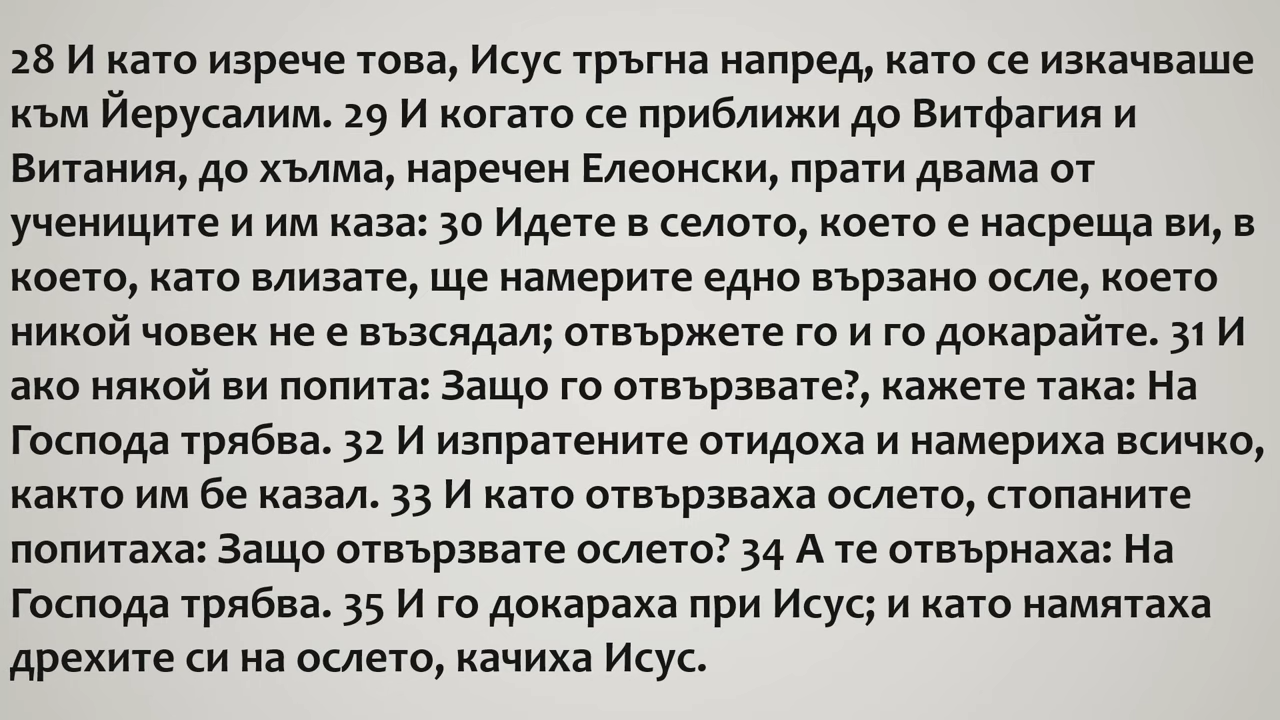 28 И като изрече това, Исус тръгна напред, като се изкачваше
към Йерусалим. 29 И когато се приближи до Витфагия и
Витания, до хълма, наречен Елеонски, прати двама от
учениците и им каза: 30 Идете в селото, което е насреща ви, в
което, като влизате, ще намерите едно вързано осле, което
никой човек не е възсядал; отвържете го и го докарайте. 31 И
ако някой ви попита: Защо го отвързвате?, кажете така: На
Господа трябва. 32 И изпратените отидоха и намериха всичко,
както им бе казал. 33 И като отвързваха ослето, стопаните
попитаха: Защо отвързвате ослето? 34 А те отвърнаха: На
Господа трябва. 35 И го докараха при Исус; и като намятаха
дрехите си на ослето, качиха Исус.